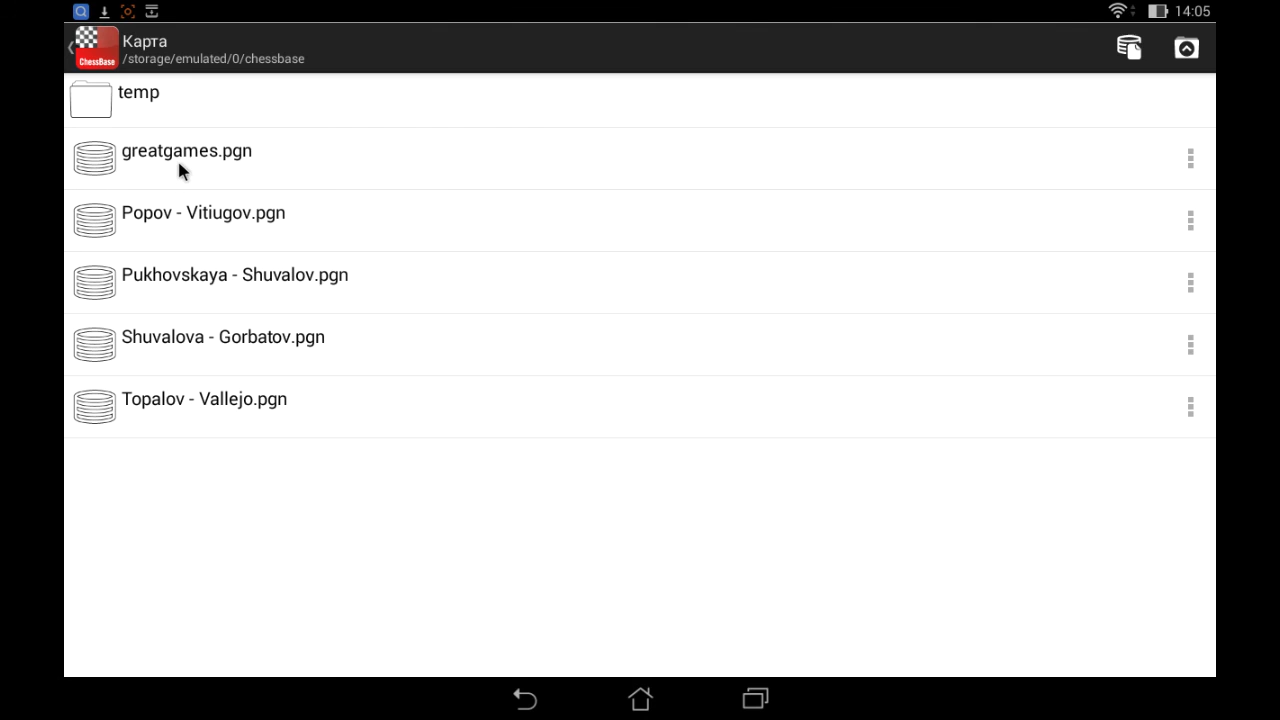 14:05
Карта
ChessBase
/storage/emulated/0/chessbase
temp
greatgames.pgn
Popov - Vitiugov.pgn
Pukhovskaya - Shuvalov.pgn
Shuvalova - Gorbatov.pgn
Topalov - Vallejo.pgn